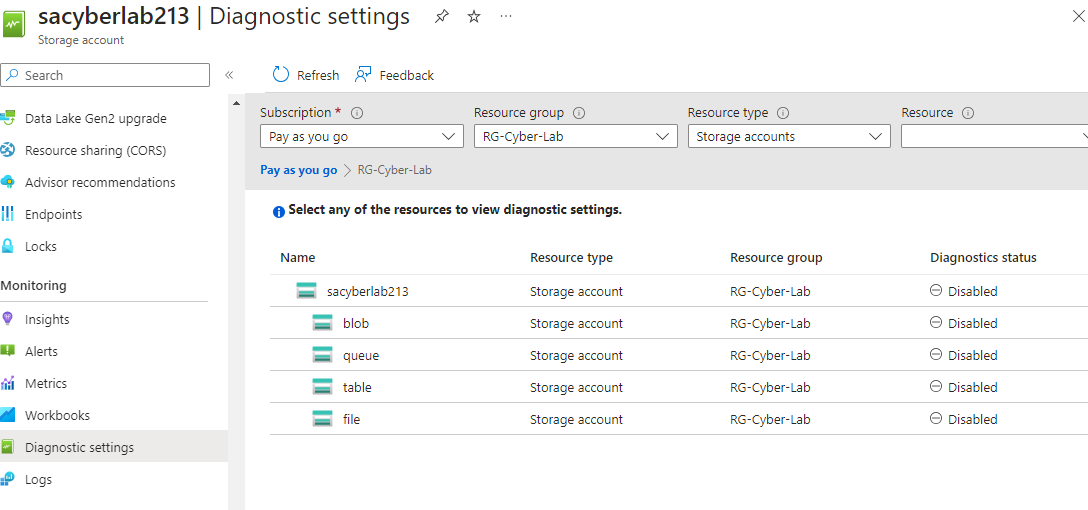 sacyberlab213 | Diagnostic settings
Storage account
Search
Refresh
Feedback
Data Lake Gen2 upgrade
Resource sharing (CORS)
Advisor recommendations
Endpoints
Locks
Monitoring
Insights
Alerts
Metrics
Workbooks
Diagnostic settings
Logs
Subscription * Resource group Resource type Resource
Pay as you go RG-Cyber-Lab Storage accounts
Pay as you go > RG-Cyber-Lab
Select any of the resources to view diagnostic settings.
Name Resource type Resource group Diagnostics status
sacyberlab213 Storage account RG-Cyber-Lab Disabled
blob Storage account RG-Cyber-Lab Disabled
queue Storage account RG-Cyber-Lab Disabled
table Storage account RG-Cyber-Lab Disabled
file Storage account RG-Cyber-Lab Disabled